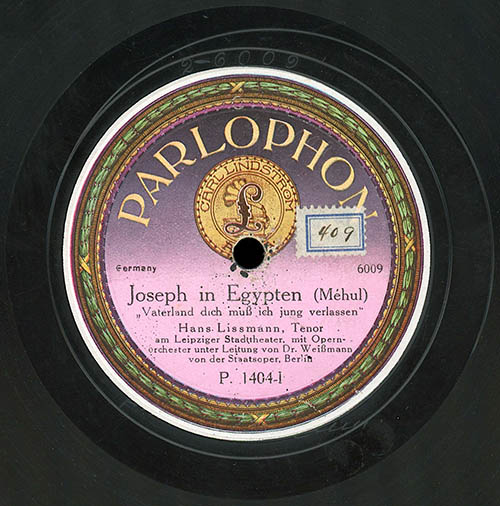 2-6009
PARLOPHON
CARL LINDSTRÖM
£
409
Germany
6009
Joseph in Egypten (Méhul)
„Vaterland dich muß ich jung verlassen“
Hans Lissmann, Tenor
am Leipziger Stadttheater, mit Opern-
orchester unter Leitung von Dr. Weißmann
von der Staatsoper, Berlin
P. 1404-I